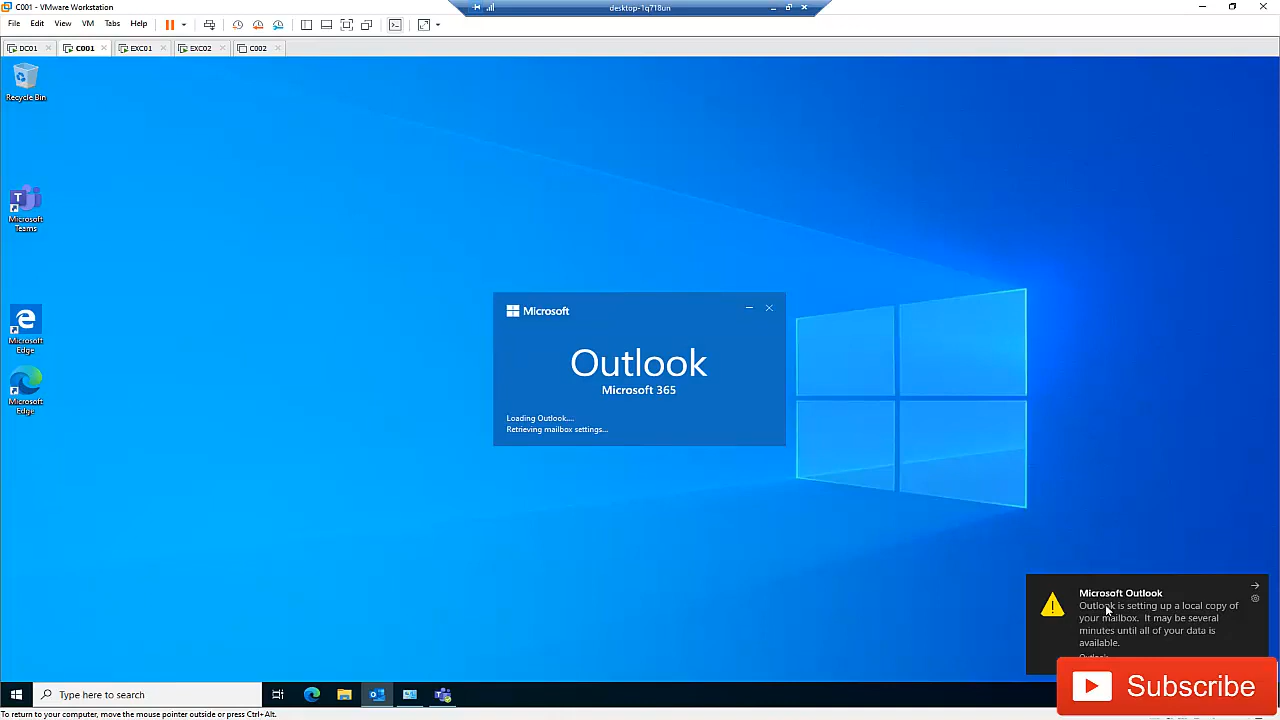 C001 - VMware Workstation
desktop-1q718un
File Edit View VM Tabs Help
DC01 C001 EXC01 EXC02 C002
Recycle Bin
Microsoft
Teams
Microsoft
Edge
Microsoft
Edge
Microsoft
Outlook
Microsoft 365
Loading Outlook....
Retrieving mailbox settings...
Microsoft Outlook
Outlook is setting up a local copy of
your mailbox. It may be several
minutes until all of your data is
available.
Outlook
Subscribe
Type here to search
To return to your computer, move the mouse pointer outside or press Ctrl+Alt.